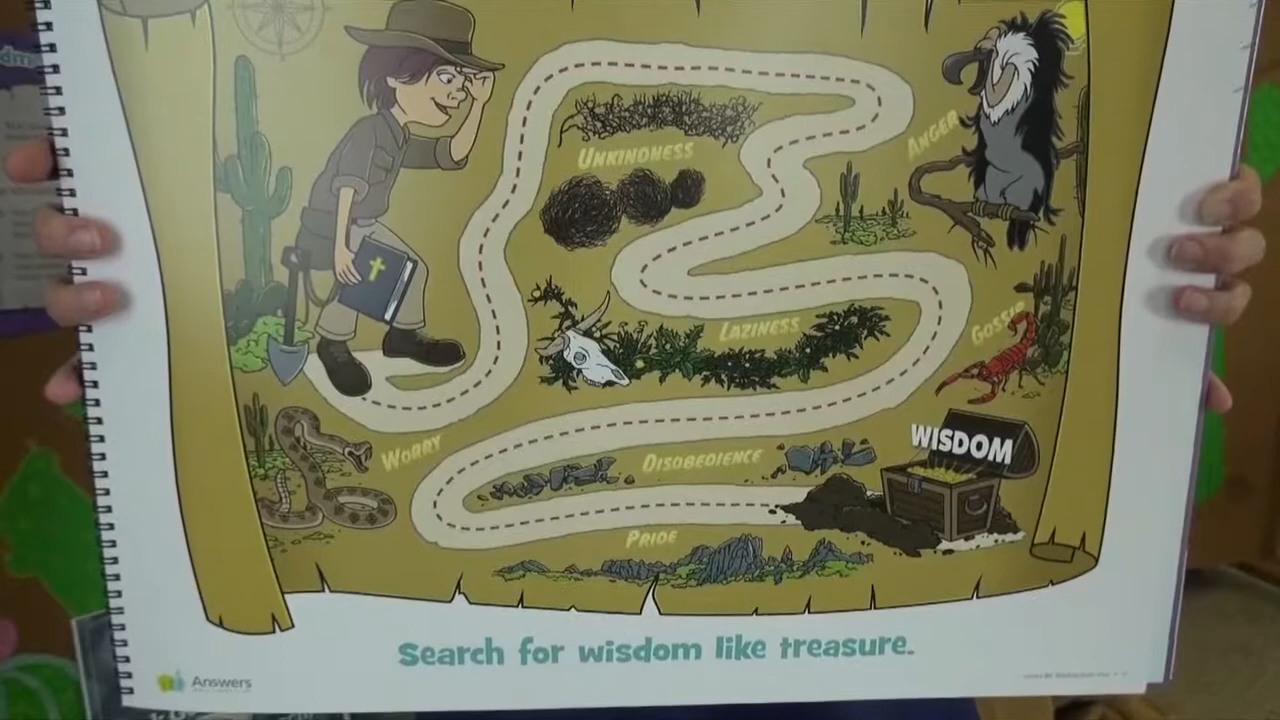 UNKINDNESS
ANGER
LAZINESS
GOSSIP
WORRY
WISDOM
DISOBEDIENCE
PRIDE
Search for wisdom like treasure.
Answers